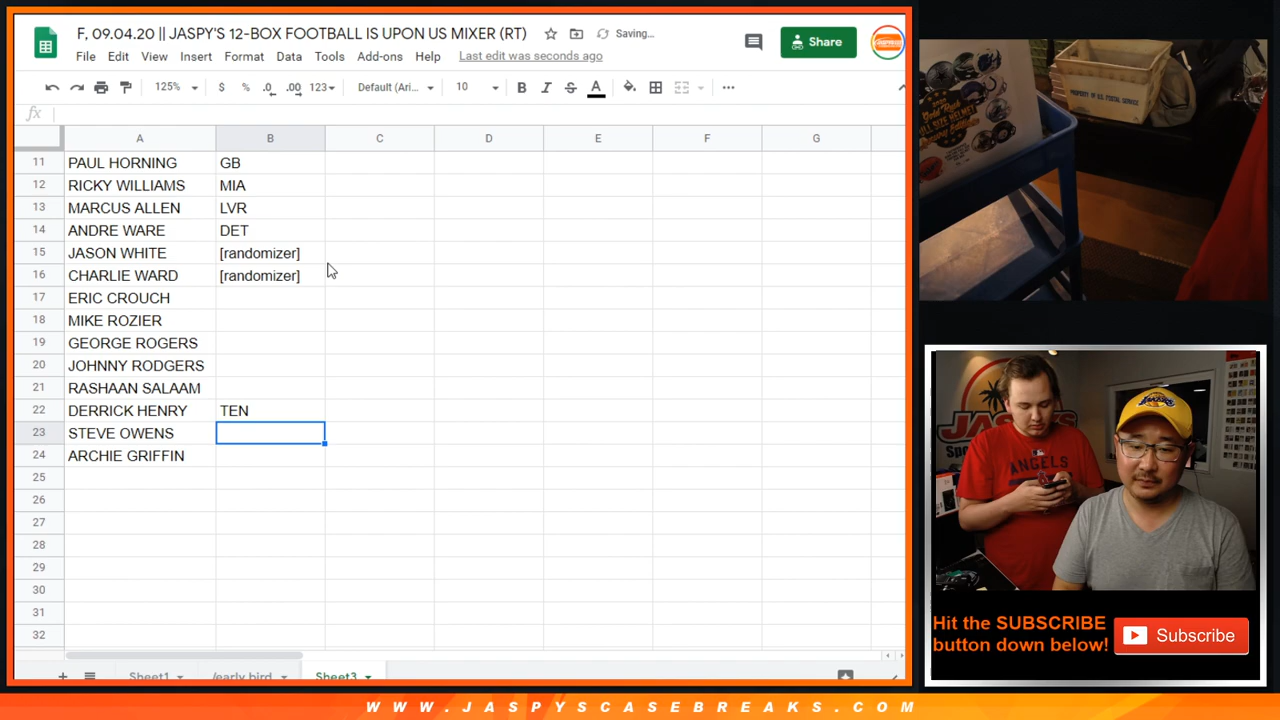 F, 09.04.20 || JASPY'S 12-BOX FOOTBALL IS UPON US MIXER (RT)
Saving...
File Edit View Insert Format Data Tools Add-ons Help Last edit was seconds ago
Share
125% $ % .0 .00 123 Default (Ari... 10 B I S A
fx
A B C D E F G
11 PAUL HORNING GB
12 RICKY WILLIAMS MIA
13 MARCUS ALLEN LVR
14 ANDRE WARE DET
15 JASON WHITE [randomizer]
16 CHARLIE WARD [randomizer]
17 ERIC CROUCH
18 MIKE ROZIER
19 GEORGE ROGERS
20 JOHNNY RODGERS
21 RASHAAN SALAAM
22 DERRICK HENRY TEN
23 STEVE OWENS
24 ARCHIE GRIFFIN
25
26
27
28
29
30
31
32
Sheet1 /early bird Sheet3
PROPERTY OF U.S. POSTAL SERVICE
ANGELS
Hit the SUBSCRIBE
button down below!
Subscribe
WWW.JASPYSCASEBREAKS.COM